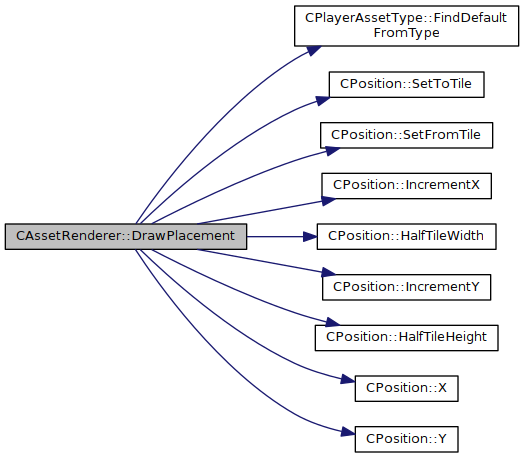 CPlayerAssetType::FindDefault
FromType
CPosition::SetToTile
CPosition::SetFromTile
CPosition::IncrementX
CAssetRenderer::DrawPlacement
CPosition::HalfTileWidth
CPosition::IncrementY
CPosition::HalfTileHeight
CPosition::X
CPosition::Y